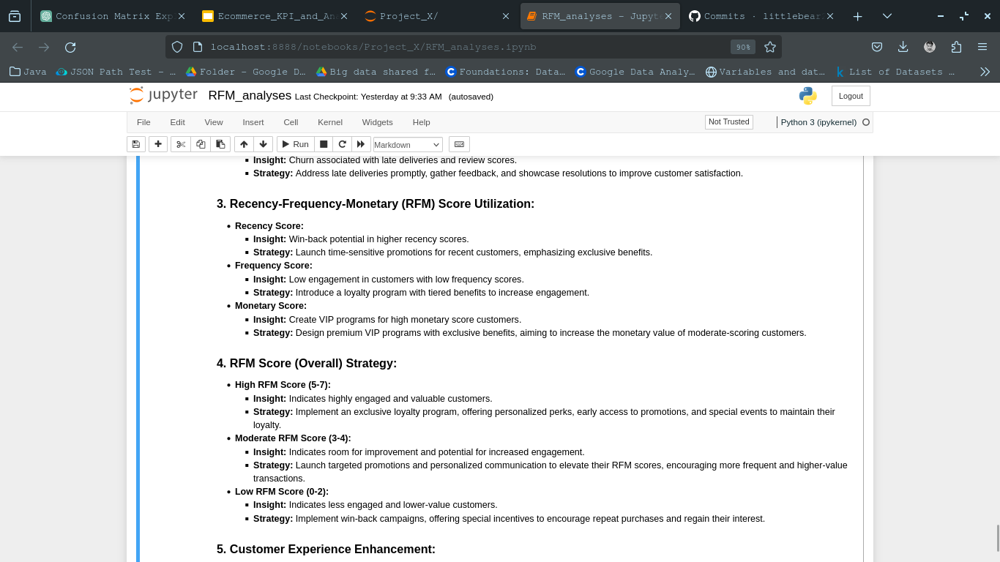 Confusion Matrix Exp
Ecommerce_KPI_and_An
Project_X/
RFM_analyses - Jupyt
Commits · littlebear
localhost:8888/notebooks/Project_X/RFM_analyses.ipynb
90%
Java
JSON Path Test - …
Folder - Google D…
Big data shared f…
Foundations: Data…
Google Data Analy…
Variables and dat…
List of Datasets …
jupyter
RFM_analyses Last Checkpoint: Yesterday at 9:33 AM (autosaved)
Logout
File Edit View Insert Cell Kernel Widgets Help
Not Trusted
Python 3 (ipykernel)
Run
Markdown
Insight: Churn associated with late deliveries and review scores.
Strategy: Address late deliveries promptly, gather feedback, and showcase resolutions to improve customer satisfaction.
3. Recency-Frequency-Monetary (RFM) Score Utilization:
Recency Score:
Insight: Win-back potential in higher recency scores.
Strategy: Launch time-sensitive promotions for recent customers, emphasizing exclusive benefits.
Frequency Score:
Insight: Low engagement in customers with low frequency scores.
Strategy: Introduce a loyalty program with tiered benefits to increase engagement.
Monetary Score:
Insight: Create VIP programs for high monetary score customers.
Strategy: Design premium VIP programs with exclusive benefits, aiming to increase the monetary value of moderate-scoring customers.
4. RFM Score (Overall) Strategy:
High RFM Score (5-7):
Insight: Indicates highly engaged and valuable customers.
Strategy: Implement an exclusive loyalty program, offering personalized perks, early access to promotions, and special events to maintain their
loyalty.
Moderate RFM Score (3-4):
Insight: Indicates room for improvement and potential for increased engagement.
Strategy: Launch targeted promotions and personalized communication to elevate their RFM scores, encouraging more frequent and higher-value
transactions.
Low RFM Score (0-2):
Insight: Indicates less engaged and lower-value customers.
Strategy: Implement win-back campaigns, offering special incentives to encourage repeat purchases and regain their interest.
5. Customer Experience Enhancement: